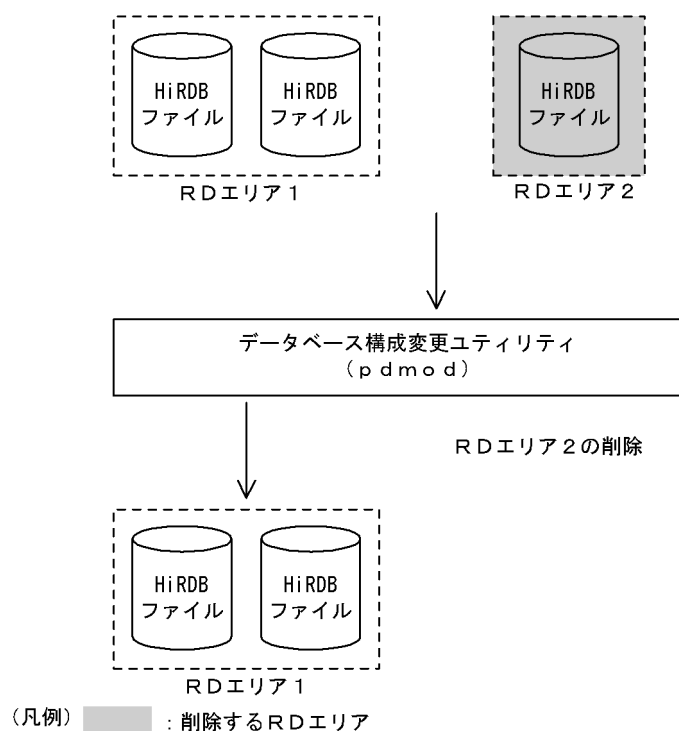 HiRDB
ファイル
HiRDB
ファイル
HiRDB
ファイル
ＲＤエリア１
ＲＤエリア２
データベース構成変更ユティリティ
（ｐｄｍｏｄ）
ＲＤエリア２の削除
HiRDB
ファイル
HiRDB
ファイル
ＲＤエリア１
（凡例）　：削除するＲＤエリア